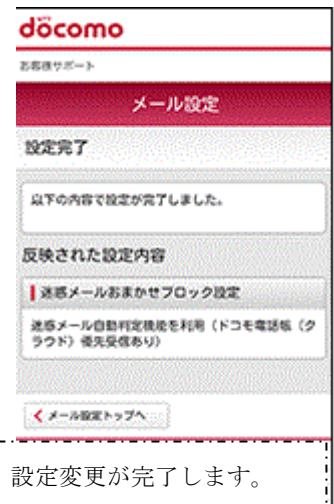 döcomo
お客様サポート
メール設定
設定完了
以下の内容で設定が完了しました。
反映された設定内容
迷惑メールおまかせブロック設定
迷惑メール自動判定機能を利用（ドコモ電話帳（ク
ラウド）優先受信あり）
メール設定トップへ
設定変更が完了します。